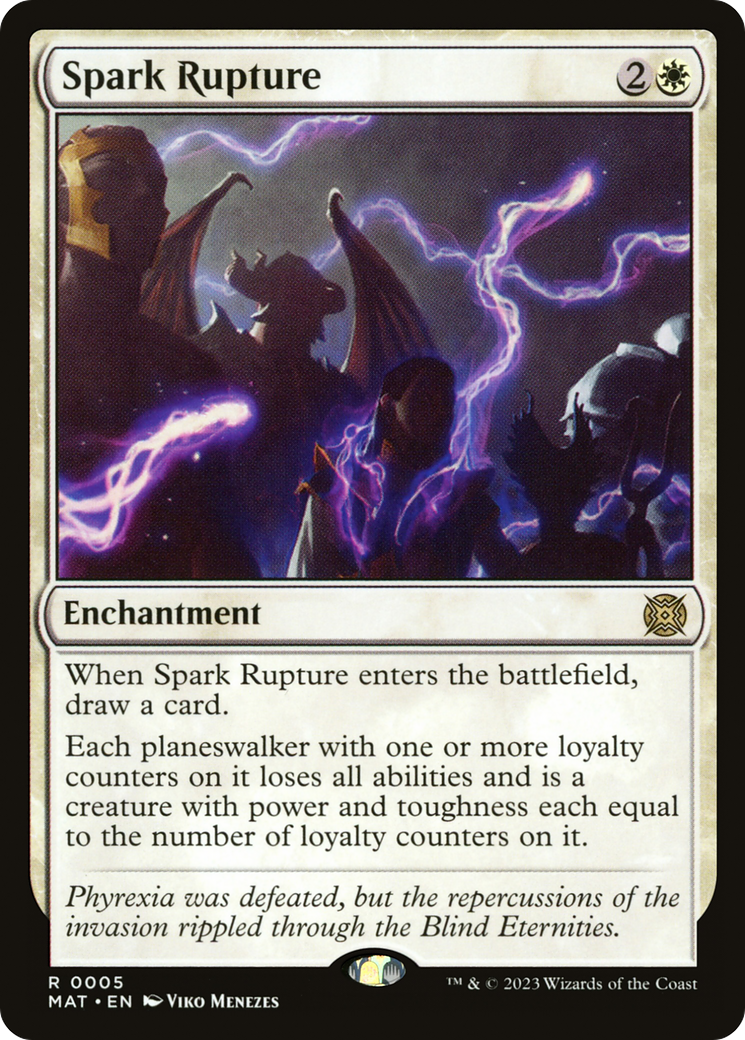 Spark Rupture
2
Enchantment
When Spark Rupture enters the battlefield,
draw a card.
Each planeswalker with one or more loyalty
counters on it loses all abilities and is a
creature with power and toughness each equal
to the number of loyalty counters on it.
Phyrexia was defeated, but the repercussions of the
invasion rippled through the Blind Eternities.
R 0005
MAT • EN Viko Menezes
™ & © 2023 Wizards of the Coast